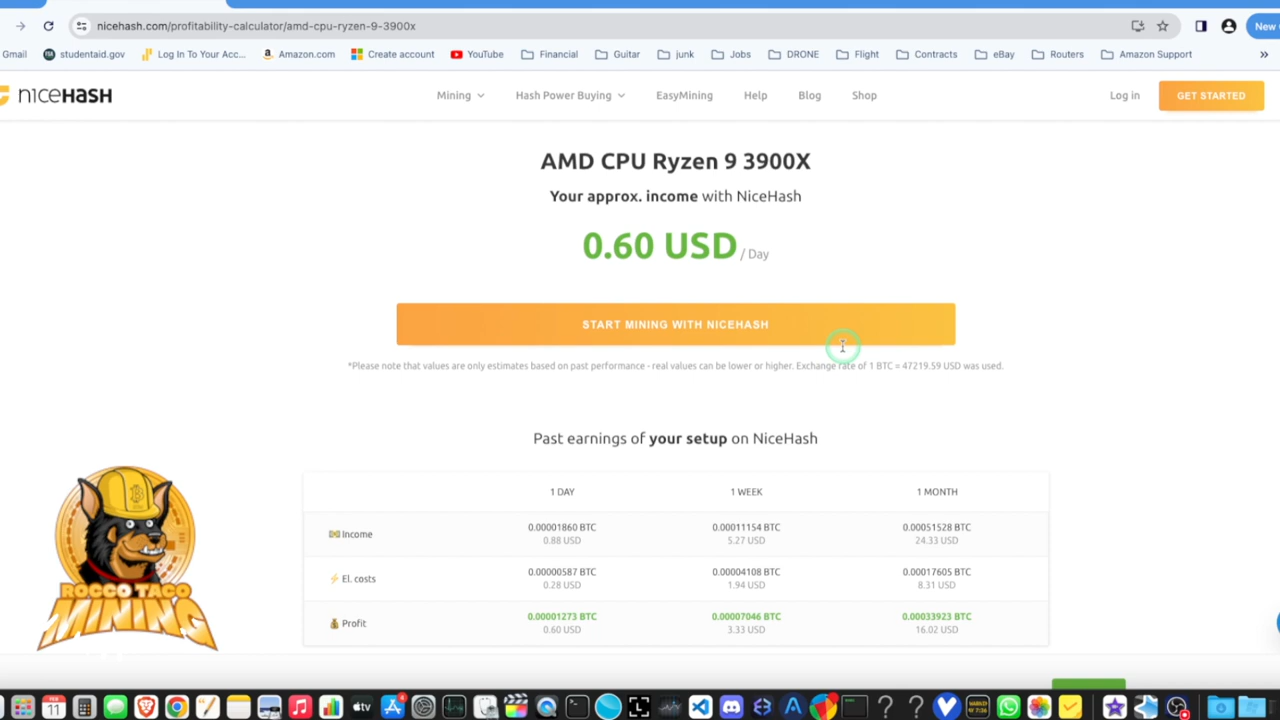 nicehash.com/profitability-calculator/amd-cpu-ryzen-9-3900x
New
Gmail studentaid.gov Log In To Your Acc... Amazon.com Create account YouTube Financial Guitar junk Jobs DRONE Flight Contracts eBay Routers Amazon Support »
niceHASH Mining Hash Power Buying EasyMining Help Blog Shop Log in GET STARTED
AMD CPU Ryzen 9 3900X
Your approx. income with NiceHash
0.60 USD / Day
START MINING WITH NICEHASH
*Please note that values are only estimates based on past performance - real values can be lower or higher. Exchange rate of 1 BTC = 47219.59 USD was used.
Past earnings of your setup on NiceHash
1 DAY 1 WEEK 1 MONTH
Income 0.00001860 BTC 0.00011154 BTC 0.00051528 BTC
0.88 USD 5.27 USD 24.33 USD
El. costs 0.00000587 BTC 0.00004108 BTC 0.00017605 BTC
0.28 USD 1.94 USD 8.31 USD
Profit 0.00001273 BTC 0.00007046 BTC 0.00033923 BTC
0.60 USD 3.33 USD 16.02 USD
ROCCO TACO
MINING
FEB
11
tv
4